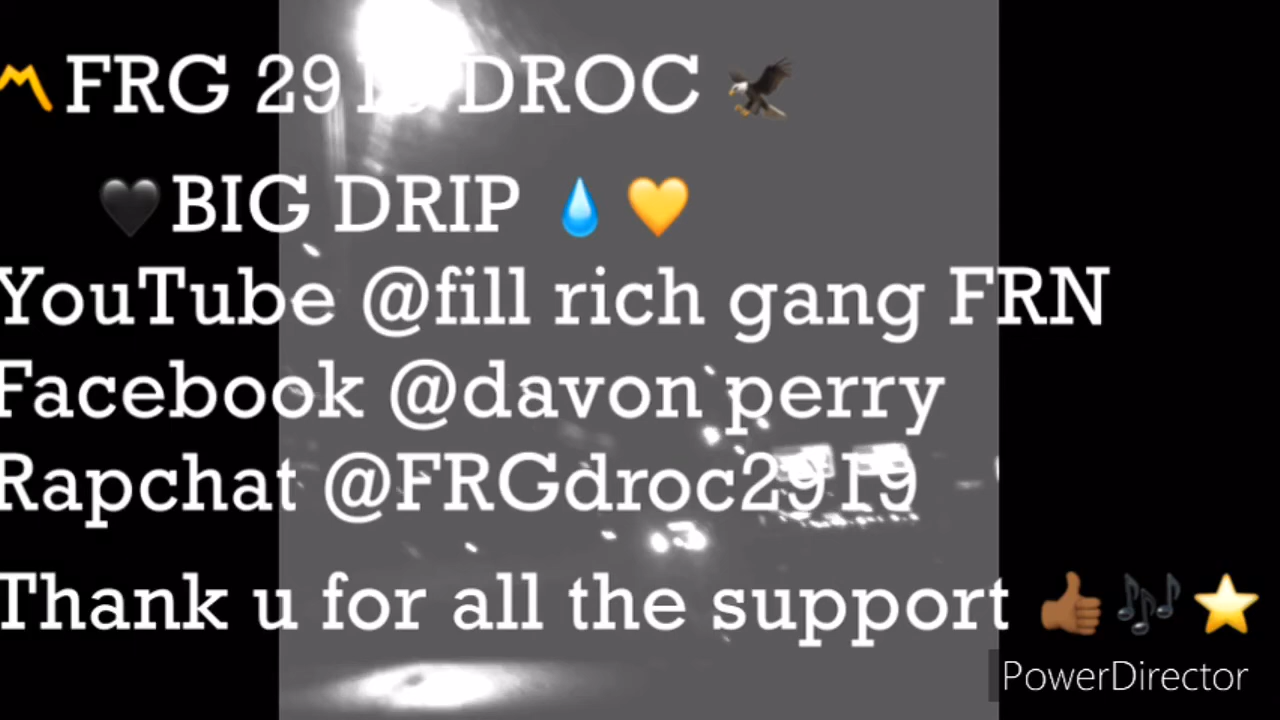 FRG 2919 DROC
BIG DRIP
YouTube @fill rich gang FRN
Facebook @davon perry
Rapchat @FRGdroc2919
Thank u for all the support
PowerDirector